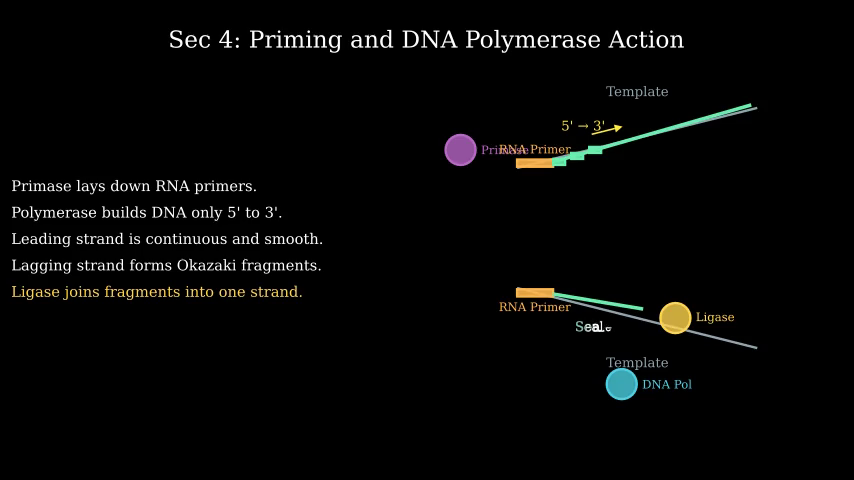 Sec 4: Priming and DNA Polymerase Action
Template
5' → 3'
Primase
RNA Primer
Primase lays down RNA primers.
Polymerase builds DNA only 5' to 3'.
Leading strand is continuous and smooth.
Lagging strand forms Okazaki fragments.
Ligase joins fragments into one strand.
RNA Primer
Ligase
Template
DNA Pol